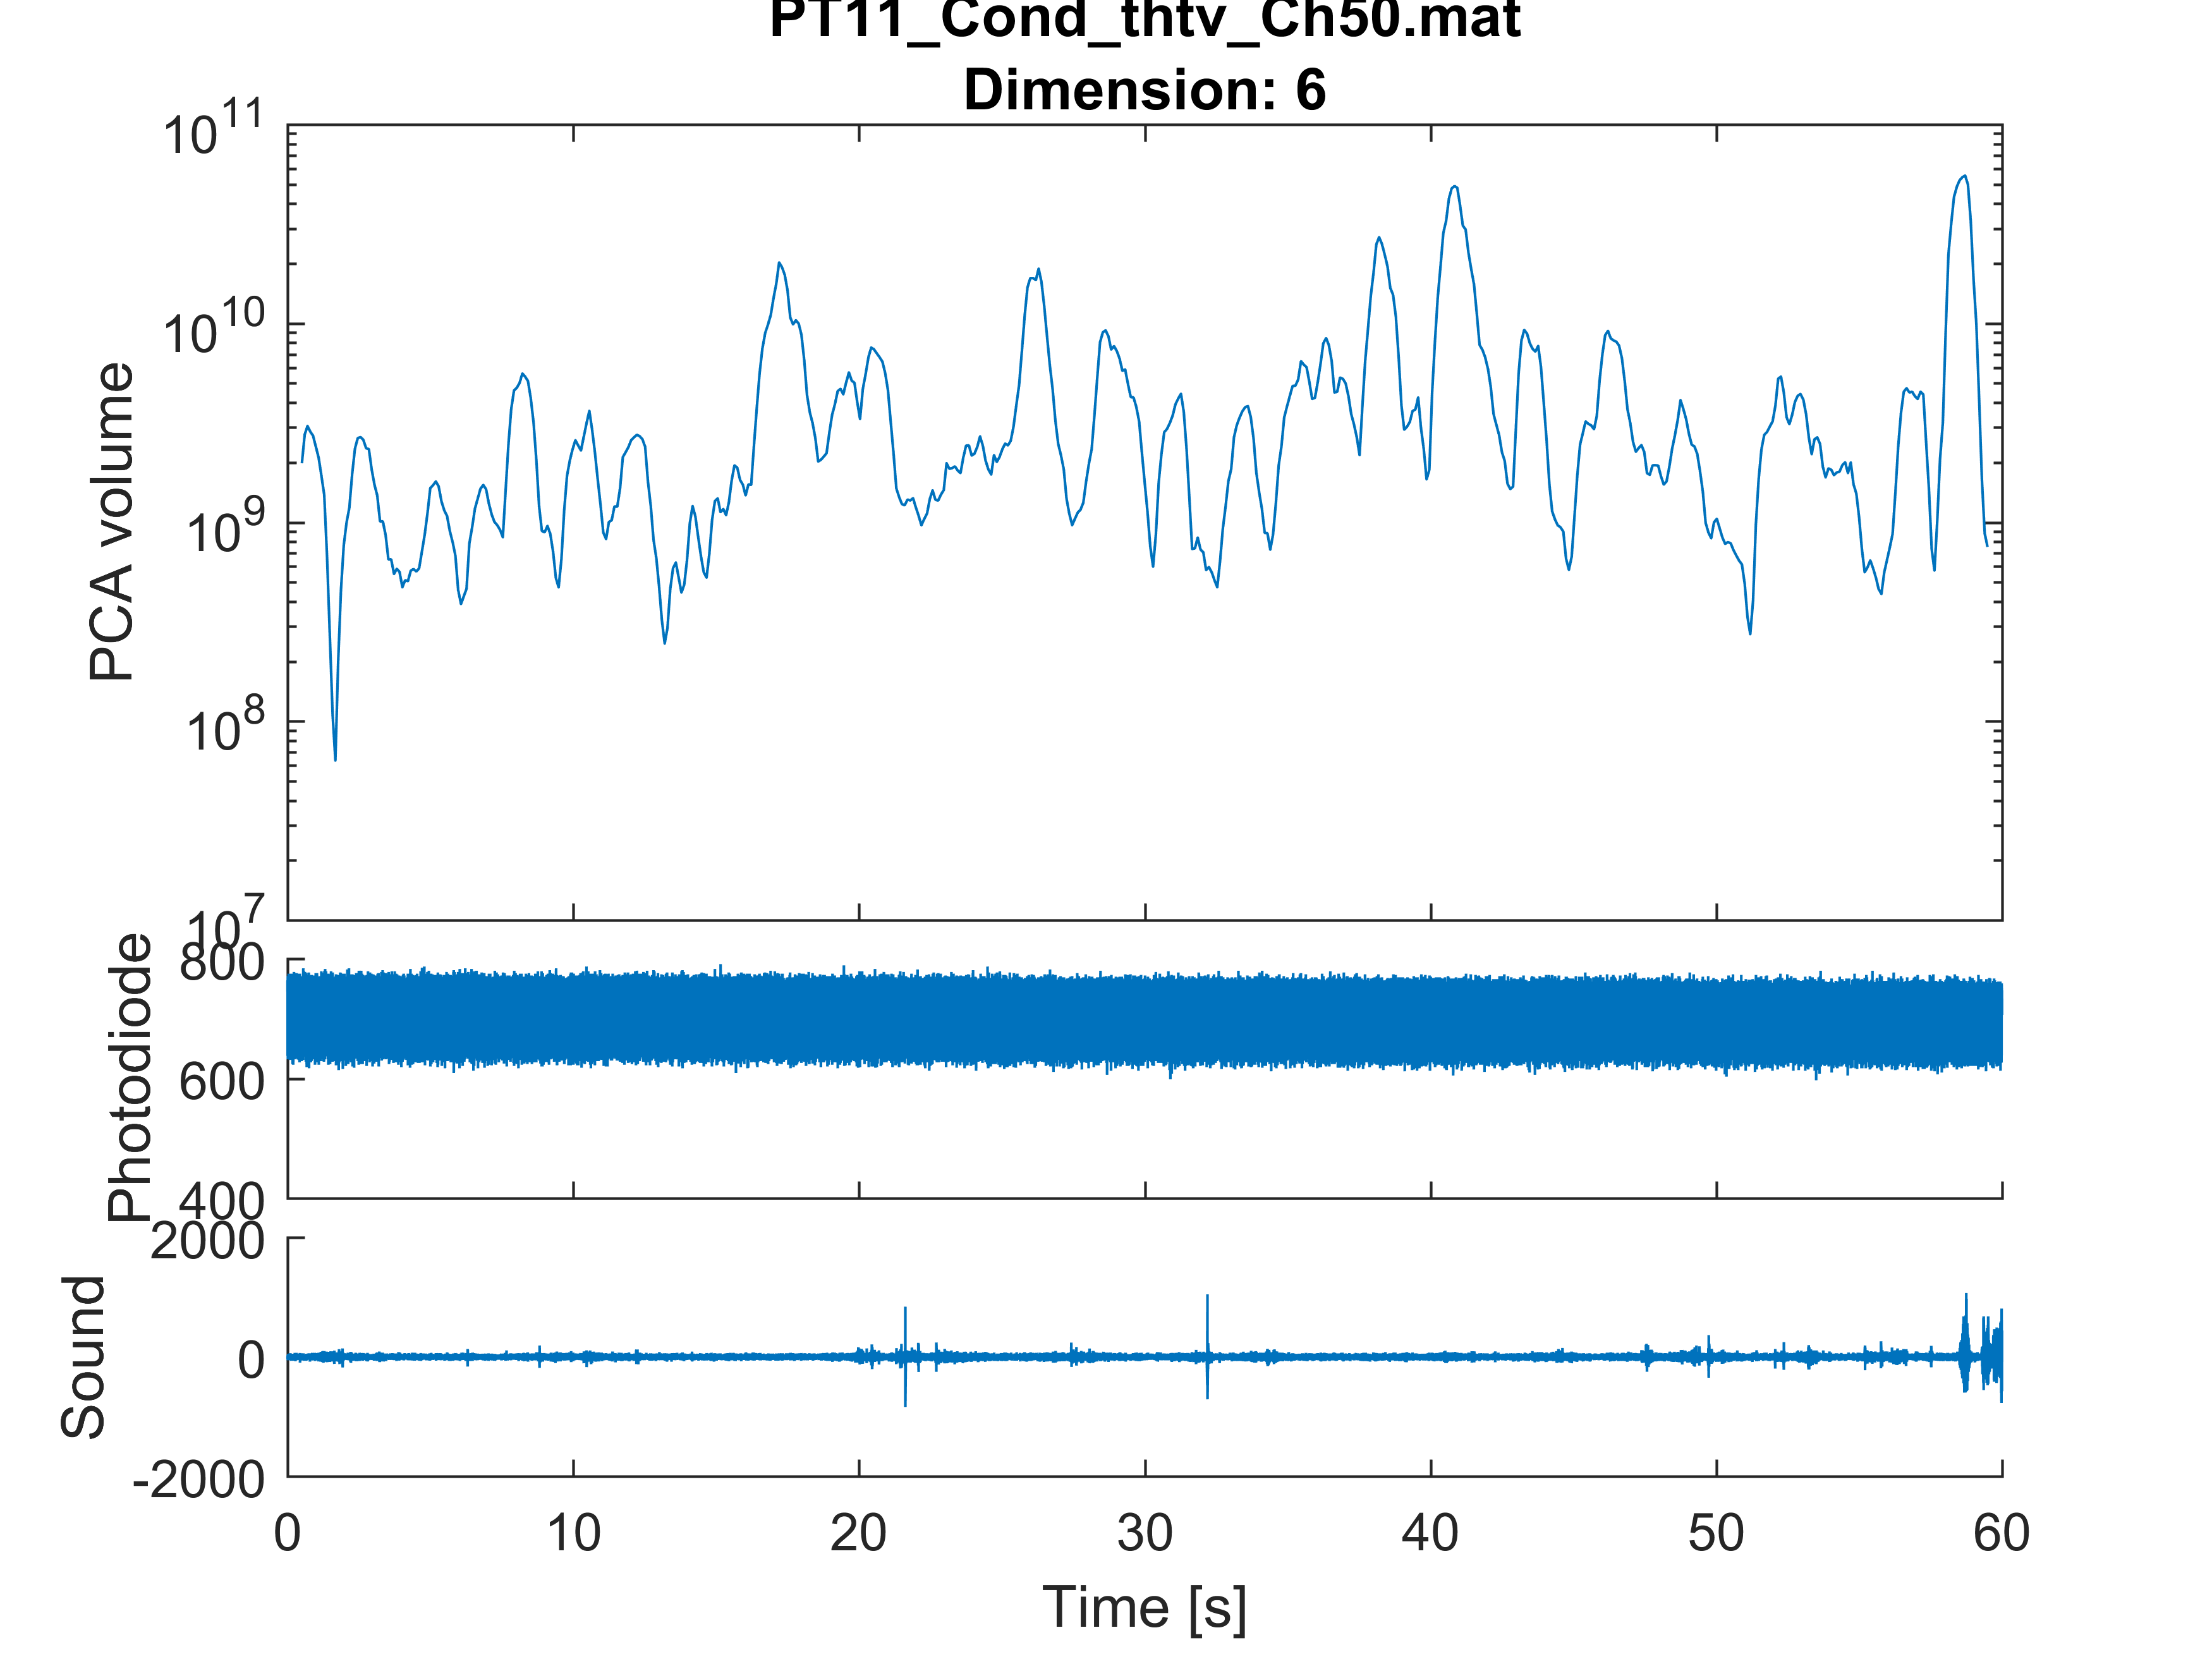 PT11_Cond_thtv_Ch50.mat
Dimension: 6
10^11
10^10
10^9
10^8
10^7
PCA volume
800
600
400
Photodiode
2000
0
-2000
Sound
0 10 20 30 40 50 60
Time [s]